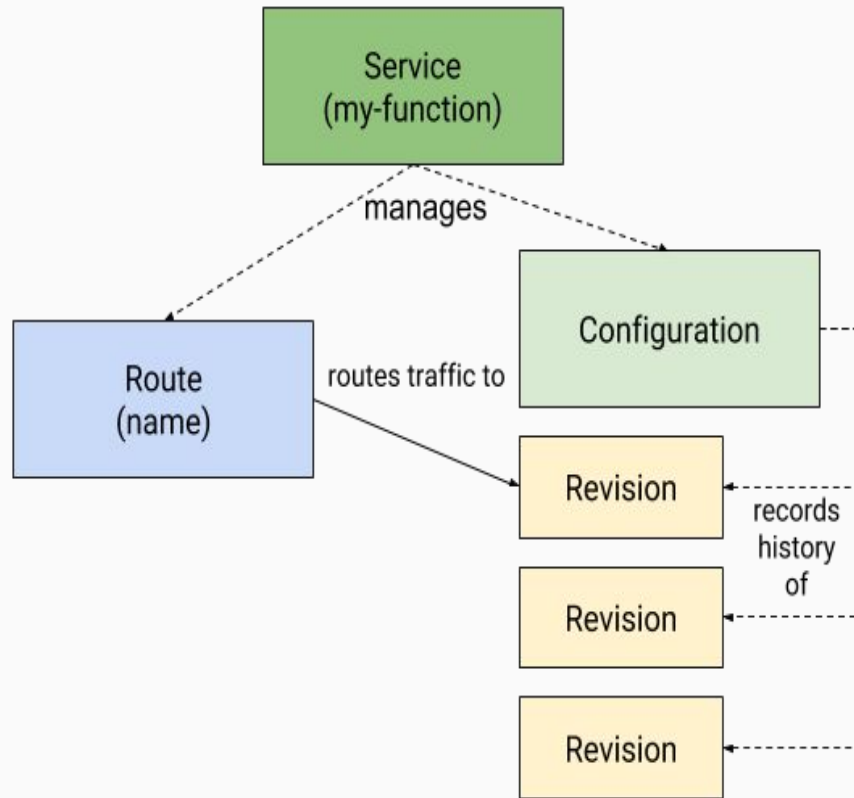 Service
(my-function)
manages
Configuration
Route
(name)
routes traffic to
Revision
records
history
of
Revision
Revision